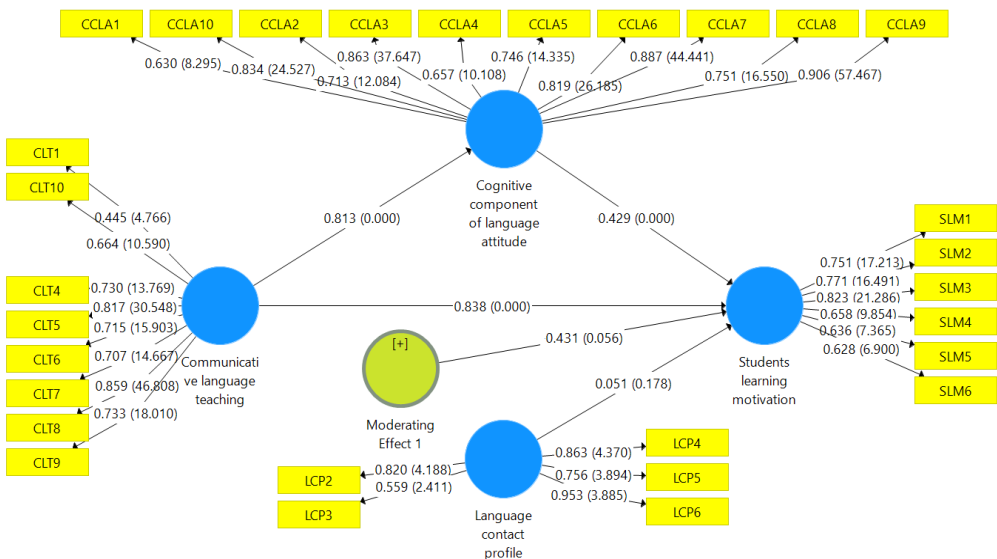 CCLA1 CCLA10 CCLA2 CCLA3 CCLA4 CCLA5 CCLA6 CCLA7 CCLA8 CCLA9
0.630 (8.295)
0.834 (24.527)
0.713 (12.084)
0.863 (37.647)
0.657 (10.108)
0.746 (14.335)
0.819 (26.185)
0.887 (44.441)
0.751 (16.550)
0.906 (57.467)
Cognitive
component
of language
attitude
CLT1
CLT10
CLT4
CLT5
CLT6
CLT7
CLT8
CLT9
0.445 (4.766)
0.664 (10.590)
0.730 (13.769)
0.817 (30.548)
0.715 (15.903)
0.707 (14.667)
0.859 (46.808)
0.733 (18.010)
Communicati
ve language
teaching
0.813 (0.000)
0.429 (0.000)
0.838 (0.000)
0.431 (0.056)
0.051 (0.178)
[+]
Moderating
Effect 1
Students
learning
motivation
0.751 (17.213)
0.771 (16.491)
0.823 (21.286)
0.658 (9.854)
0.636 (7.365)
0.628 (6.900)
SLM1
SLM2
SLM3
SLM4
SLM5
SLM6
LCP2
LCP3
0.820 (4.188)
0.559 (2.411)
Language
contact
profile
0.863 (4.370)
0.756 (3.894)
0.953 (3.885)
LCP4
LCP5
LCP6